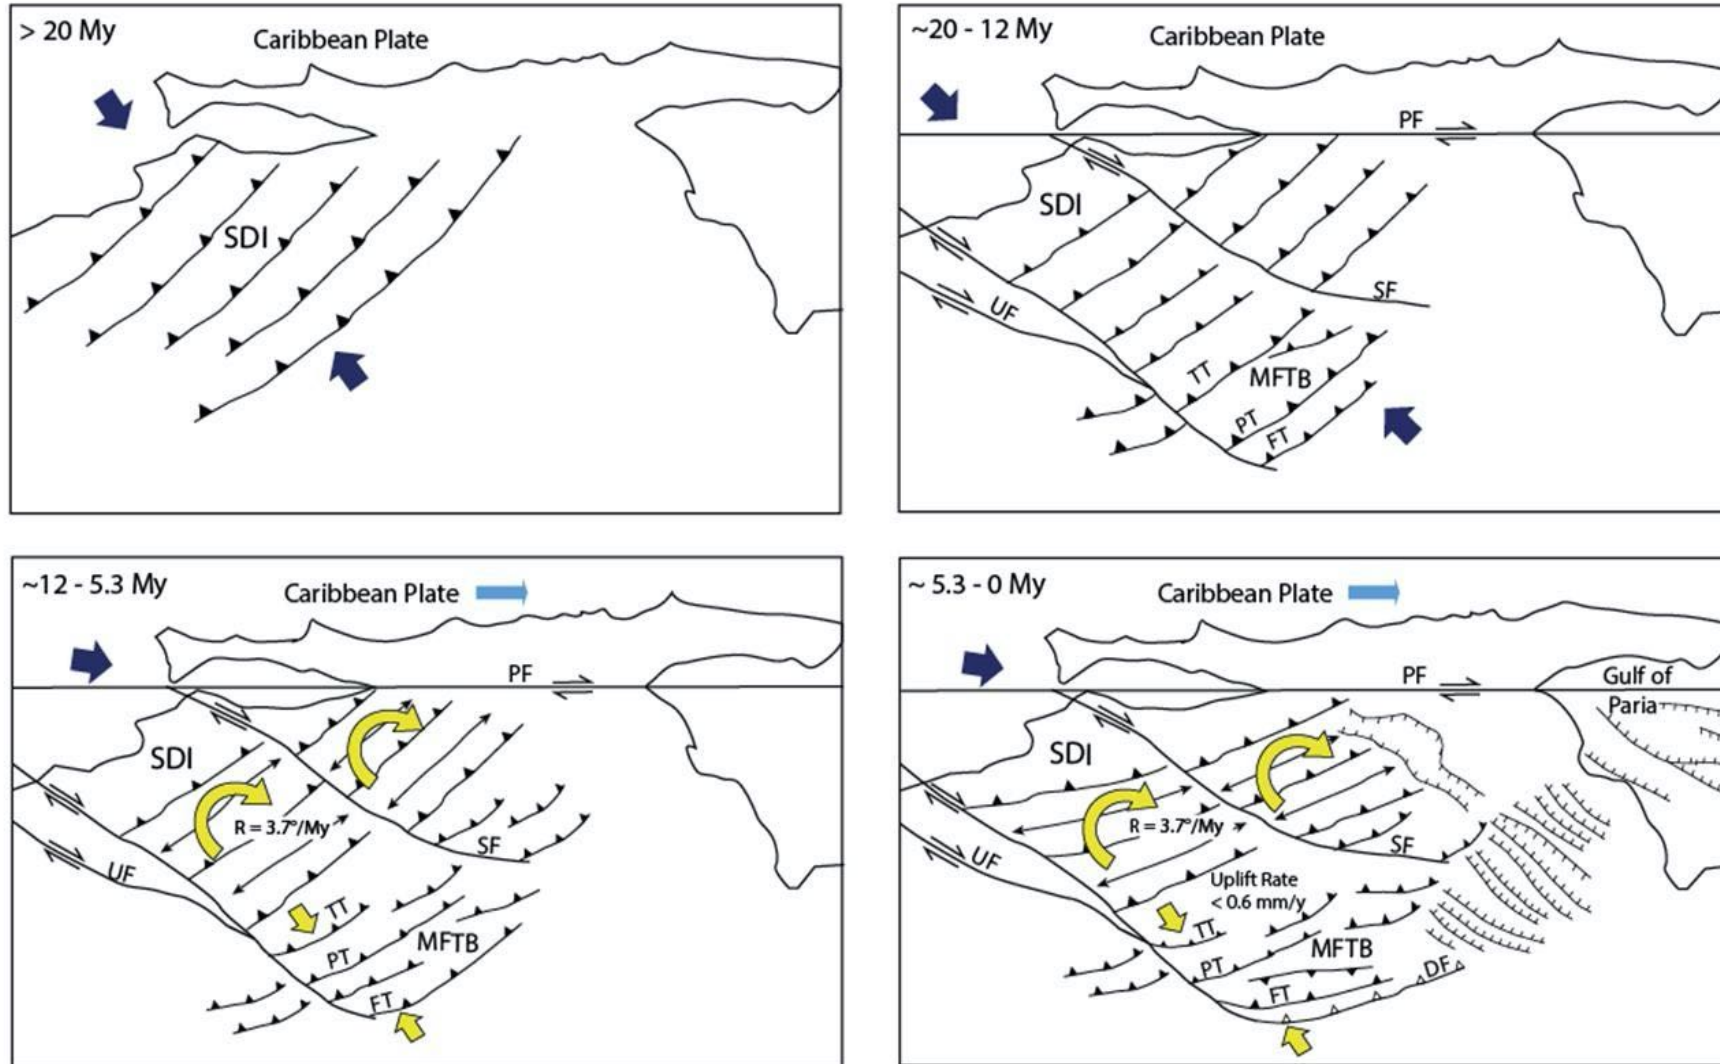 > 20 My
Caribbean Plate
SDI
~20 - 12 My
Caribbean Plate
PF
SDI
UF
SF
TT
MFTB
PT
FT
~12 - 5.3 My
Caribbean Plate
PF
SDI
R = 3.7°/My
UF
SF
TT
MFTB
PT
FT
~ 5.3 - 0 My
Caribbean Plate
PF
Gulf of
Paria
SDI
R = 3.7°/My
UF
SF
Uplift Rate
< 0.6 mm/y
TT
MFTB
PT
DF
FT